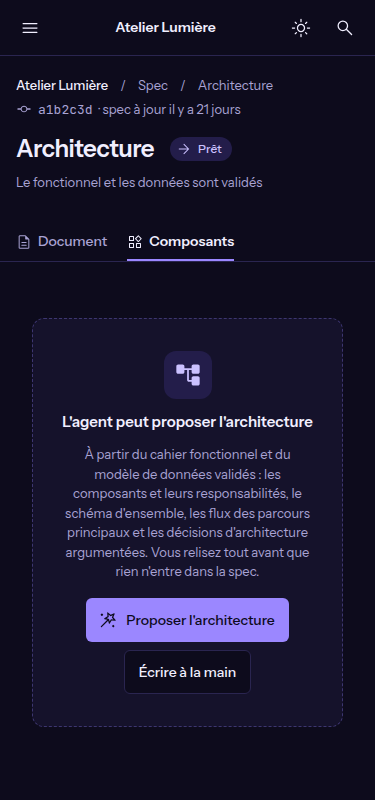 Atelier Lumière
Atelier Lumière / Spec / Architecture
a1b2c3d · spec à jour il y a 21 jours
Architecture → Prêt
Le fonctionnel et les données sont validés
Document Composants
L'agent peut proposer l'architecture
À partir du cahier fonctionnel et du
modèle de données validés : les
composants et leurs responsabilités, le
schéma d'ensemble, les flux des parcours
principaux et les décisions d'architecture
argumentées. Vous relisez tout avant que
rien n'entre dans la spec.
Proposer l'architecture
Écrire à la main